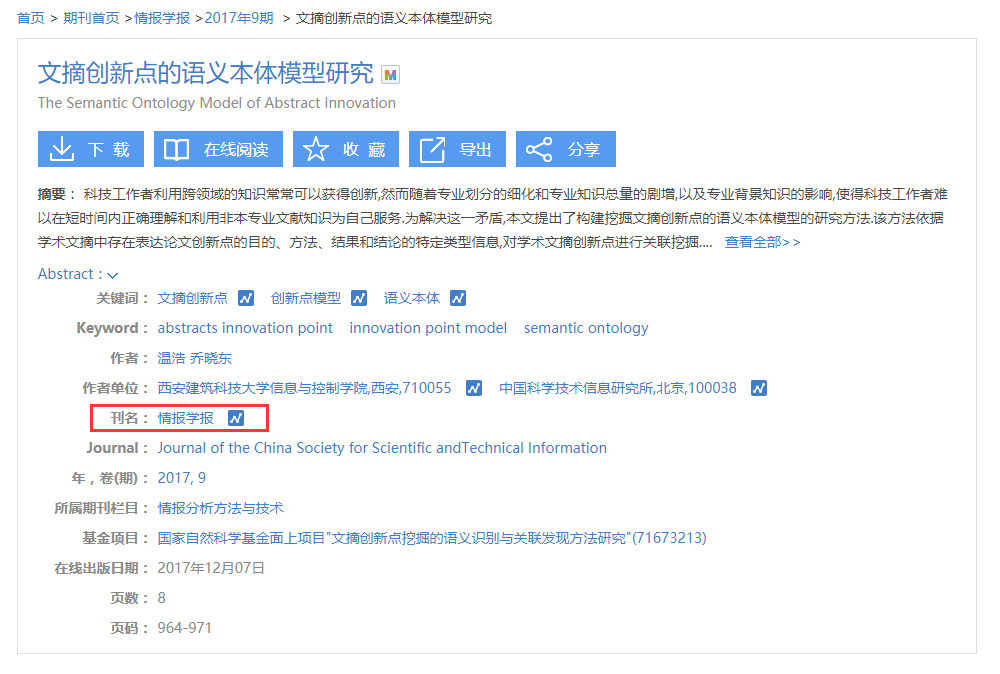 首页 > 期刊首页 >情报学报 >2017年9期 > 文摘创新点的语义本体模型研究
文摘创新点的语义本体模型研究 M
The Semantic Ontology Model of Abstract Innovation
下 载 在线阅读 收 藏 导出 分享
摘要： 科技工作者利用跨领域的知识常常可以获得创新,然而随着专业划分的细化和专业知识总量的剧增,以及专业背景知识的影响,使得科技工作者难
以在短时间内正确理解和利用非本专业文献知识为自己服务.为解决这一矛盾,本文提出了构建挖掘文摘创新点的语义本体模型的研究方法.该方法依据
学术文摘中存在表达论文创新点的目的、方法、结果和结论的特定类型信息,对学术文摘创新点进行关联挖掘.... 查看全部>>
Abstract：
关键词： 文摘创新点 创新点模型 语义本体
Keyword： abstracts innovation point innovation point model semantic ontology
作者： 温浩 乔晓东
作者单位： 西安建筑科技大学信息与控制学院,西安,710055 中国科学技术信息研究所,北京,100038
刊名： 情报学报
Journal： Journal of the China Society for Scientific andTechnical Information
年，卷(期)： 2017, 9
所属期刊栏目： 情报分析方法与技术
基金项目： 国家自然科学基金面上项目"文摘创新点挖掘的语义识别与关联发现方法研究"(71673213)
在线出版日期： 2017年12月07日
页数： 8
页码： 964-971